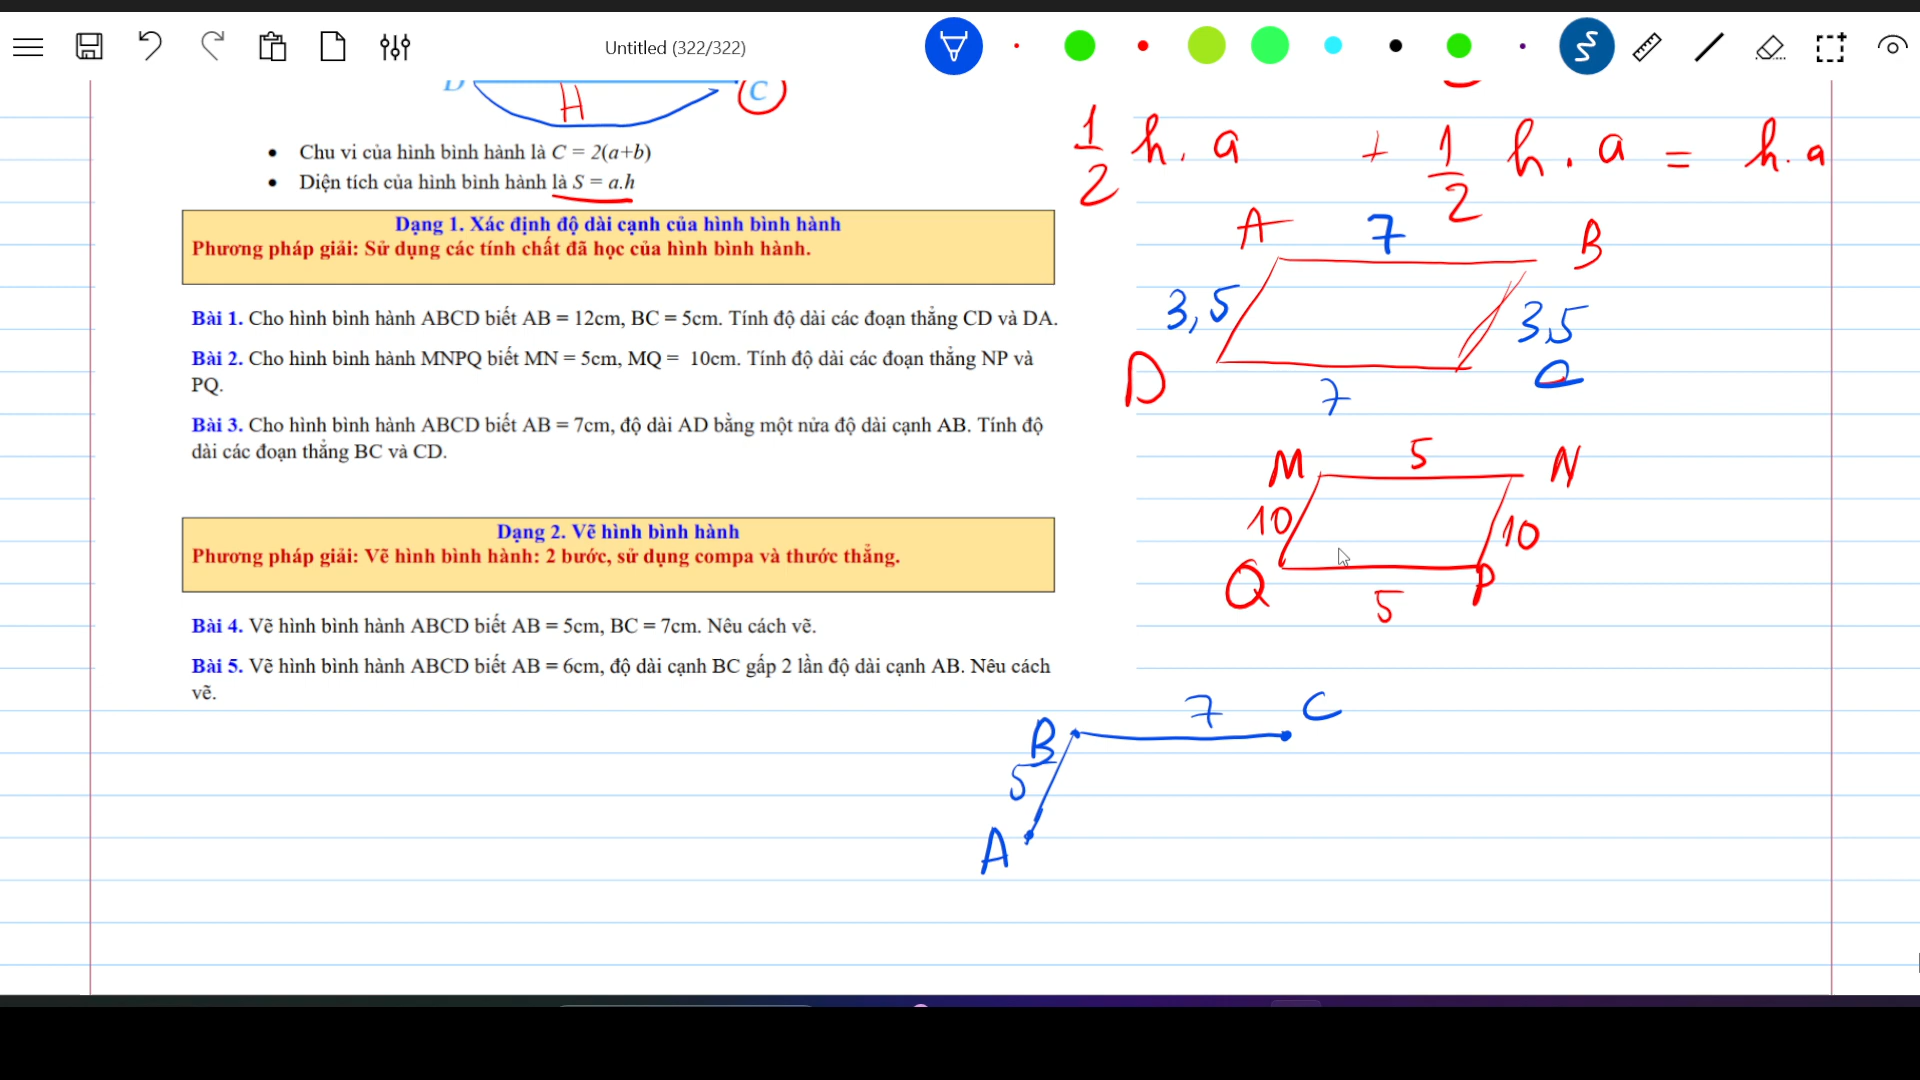 Untitled (322/322)
D H C
• Chu vi của hình bình hành là C = 2(a+b)
• Diện tích của hình bình hành là S = a.h
Dạng 1. Xác định độ dài cạnh của hình bình hành
Phương pháp giải: Sử dụng các tính chất đã học của hình bình hành.
Bài 1. Cho hình bình hành ABCD biết AB = 12cm, BC = 5cm. Tính độ dài các đoạn thẳng CD và DA.
Bài 2. Cho hình bình hành MNPQ biết MN = 5cm, MQ = 10cm. Tính độ dài các đoạn thẳng NP và
PQ.
Bài 3. Cho hình bình hành ABCD biết AB = 7cm, độ dài AD bằng một nửa độ dài cạnh AB. Tính độ
dài các đoạn thẳng BC và CD.
Dạng 2. Vẽ hình bình hành
Phương pháp giải: Vẽ hình bình hành: 2 bước, sử dụng compa và thước thẳng.
Bài 4. Vẽ hình bình hành ABCD biết AB = 5cm, BC = 7cm. Nêu cách vẽ.
Bài 5. Vẽ hình bình hành ABCD biết AB = 6cm, độ dài cạnh BC gấp 2 lần độ dài cạnh AB. Nêu cách
vẽ.
1/2 h. a + 1/2 h. a = h. a
A 7 B
3,5 3,5
D 7 C
M 5 N
10 10
Q 5 P
B 7 C
5
A